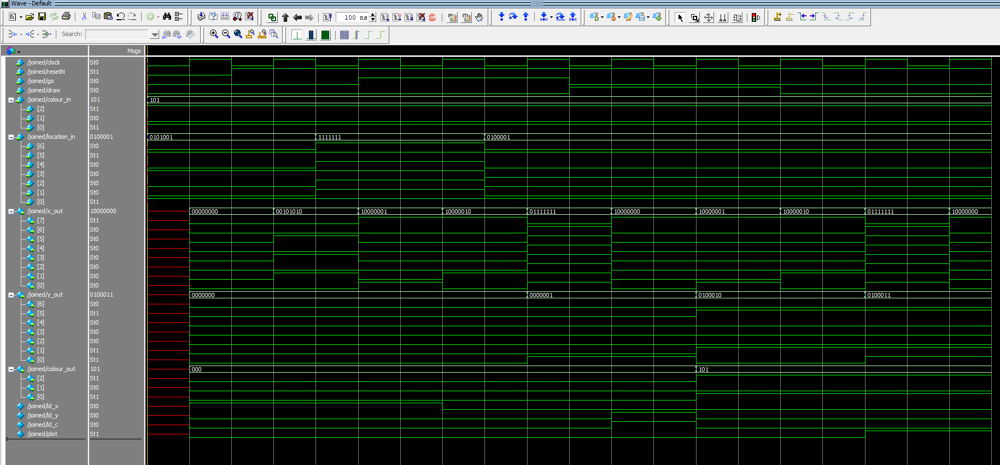 Wave - Default
100 ns
Search:
Msgs
/joined/clock St0
/joined/resetN St1
/joined/go St0
/joined/draw St0
/joined/colour_in 101 101
[2] St1
[1] St0
[0] St1
/joined/location_in 0100001 0101001 1111111 0100001
[6] St0
[5] St1
[4] St0
[3] St0
[2] St0
[1] St0
[0] St1
/joined/x_out 10000000 00000000 00101010 10000001 10000010 01111111 10000000 10000001 10000010 01111111 10000000
[7] St1
[6] St0
[5] St0
[4] St0
[3] St0
[2] St0
[1] St0
[0] St0
/joined/y_out 0100011 0000000 0000001 0100010 0100011
[6] St0
[5] St1
[4] St0
[3] St0
[2] St0
[1] St1
[0] St1
/joined/colour_out 101 000 101
[2] St1
[1] St0
[0] St1
/joined/ld_x St0
/joined/ld_y St0
/joined/ld_c St0
/joined/plot St1